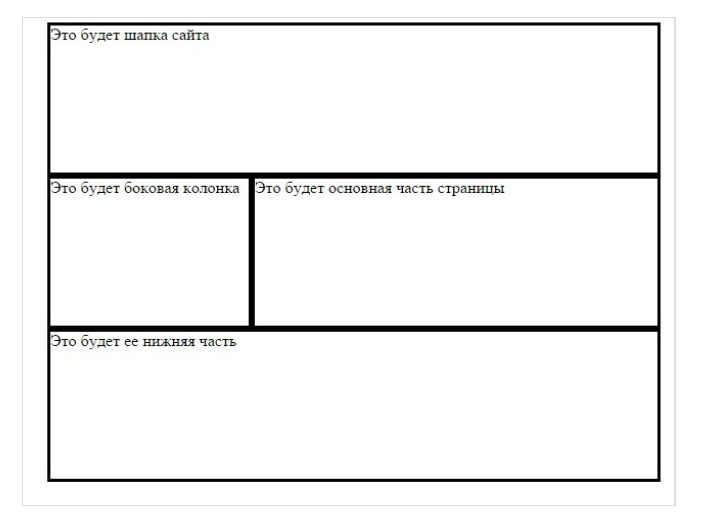 Это будет шапка сайта
Это будет боковая колонка
Это будет основная часть страницы
Это будет ее нижняя часть